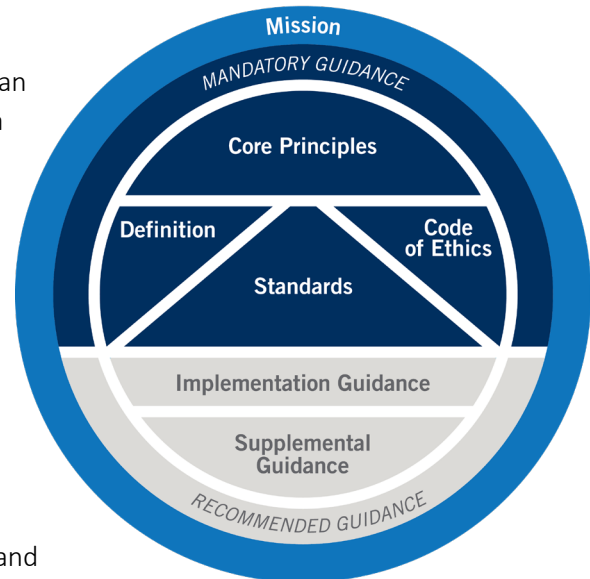 Mission
MANDATORY GUIDANCE
an
Core Principles
Definition
Code
of Ethics
Standards
Implementation Guidance
Supplemental
Guidance
RECOMMENDED GUIDANCE
and